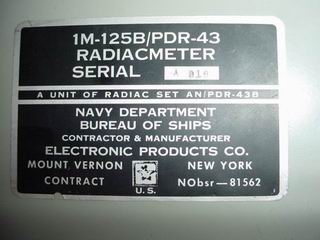 1M-125B/PDR-43
RADIACMETER
SERIAL A 010
A UNIT OF RADIAC SET AN/PDR-43B
NAVY DEPARTMENT
BUREAU OF SHIPS
CONTRACTOR & MANUFACTURER
ELECTRONIC PRODUCTS CO.
MOUNT VERNON NEW YORK
CONTRACT U.S. NObsr-81562